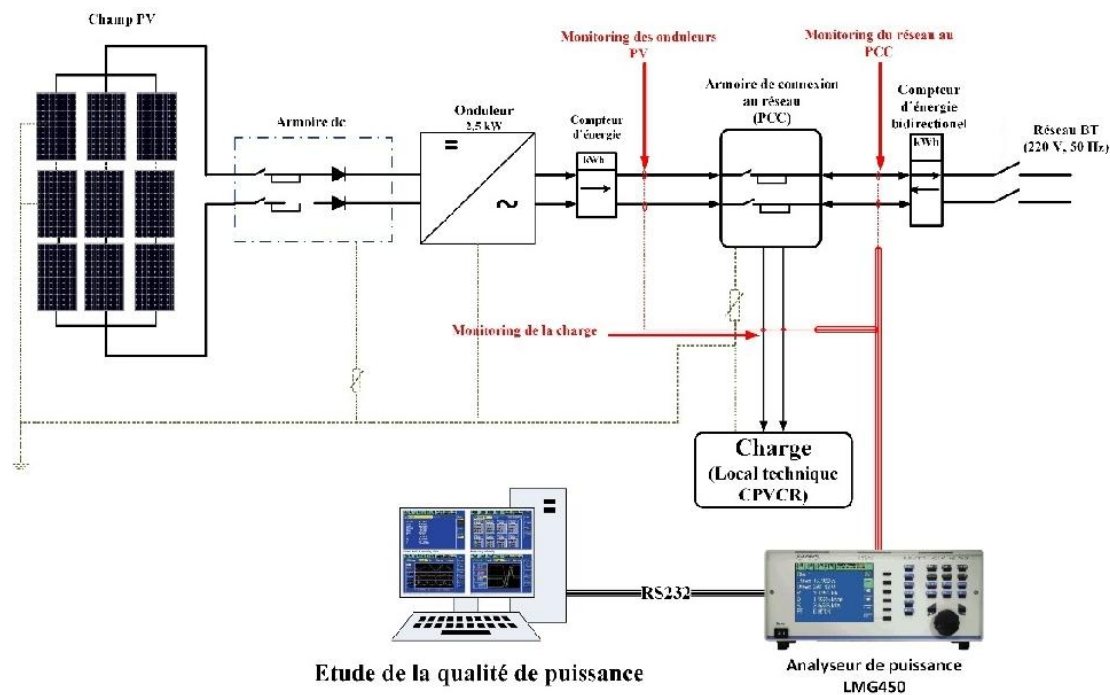 Champ PV
Monitoring des onduleurs
PV
Monitoring du réseau au
PCC
Armoire dc
Onduleur
2,5 kW
Compteur
d'énergie
Armoire de connexion
au réseau
(PCC)
Compteur
d'énergie
bidirectionel
Réseau BT
(220 V, 50 Hz)
kWh
kWh
Monitoring de la charge
Charge
(Local technique
CPVCR)
RS232
Etude de la qualité de puissance
Analyseur de puissance
LMG450